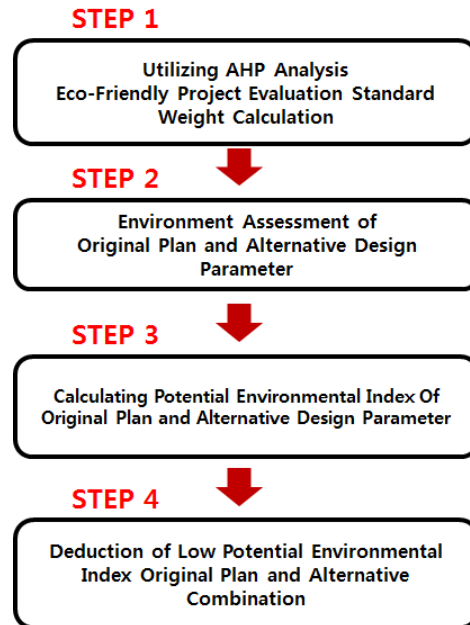 STEP 1
Utilizing AHP Analysis
Eco-Friendly Project Evaluation Standard
Weight Calculation
STEP 2
Environment Assessment of
Original Plan and Alternative Design
Parameter
STEP 3
Calculating Potential Environmental Index Of
Original Plan and Alternative Design Parameter
STEP 4
Deduction of Low Potential Environmental
Index Original Plan and Alternative
Combination